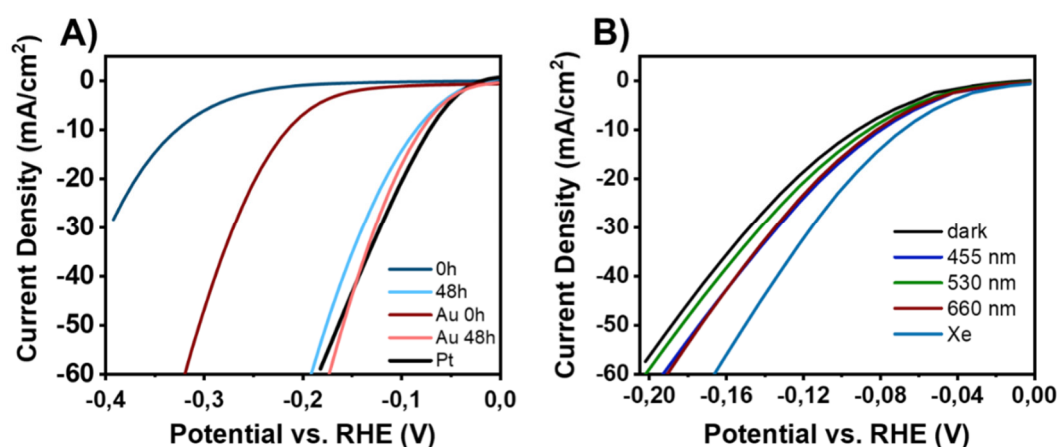 A)
Current Density (mA/cm²)
0
-10
-20
-30
-40
-50
-60
-0,4
-0,3
-0,2
-0,1
0,0
Potential vs. RHE (V)
0h
48h
Au 0h
Au 48h
Pt
B)
Current Density (mA/cm²)
0
-10
-20
-30
-40
-50
-60
-0,20
-0,16
-0,12
-0,08
-0,04
0,00
Potential vs. RHE (V)
dark
455 nm
530 nm
660 nm
Xe